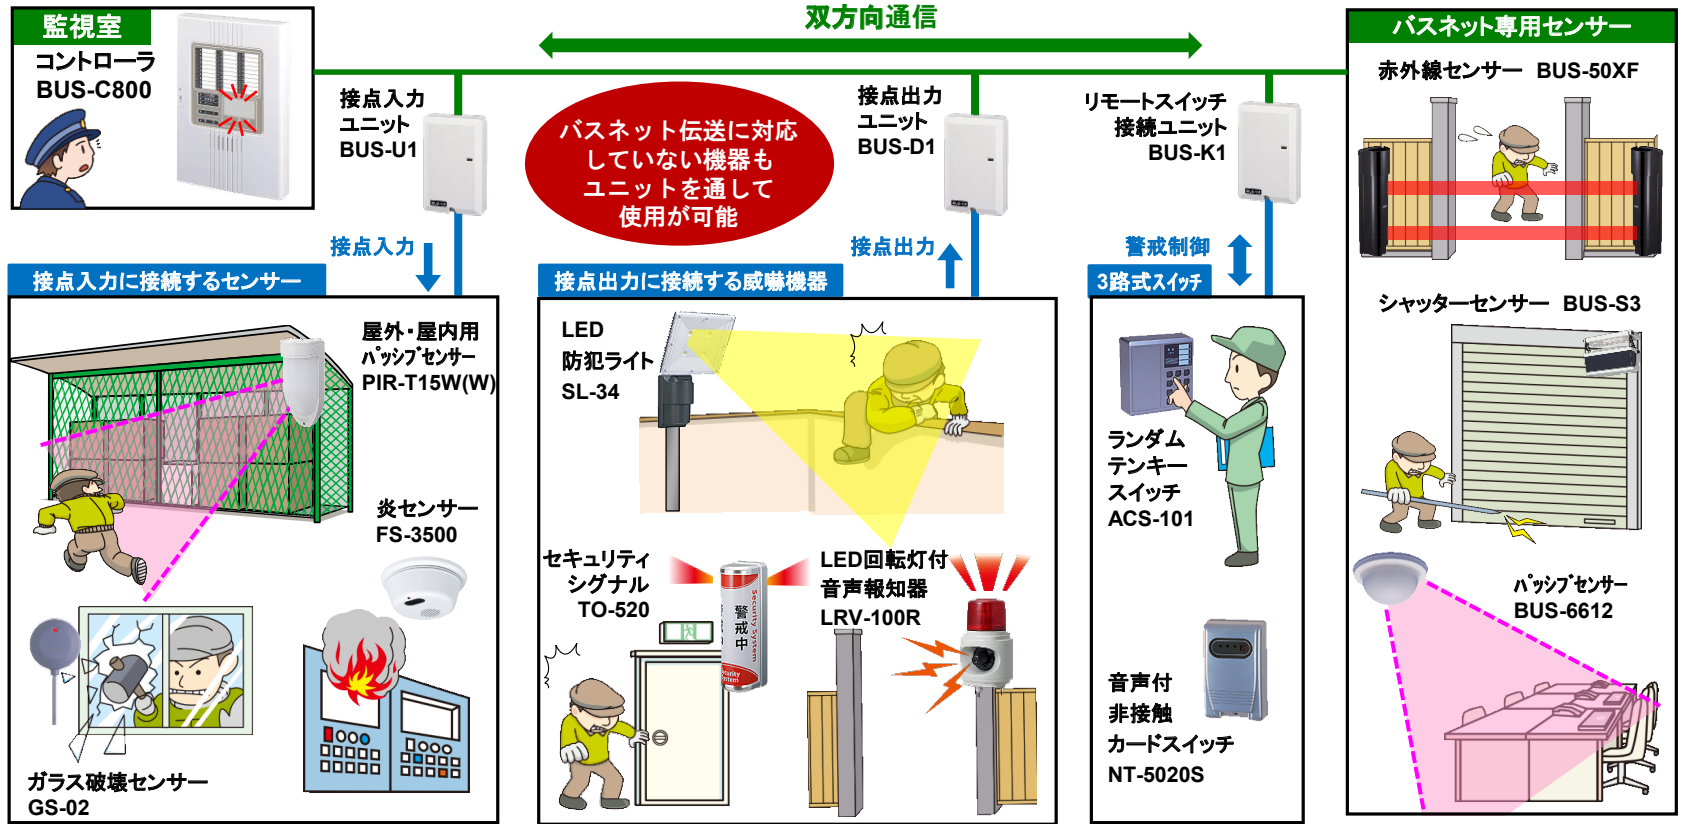 監視室
コントローラ
BUS-C800
双方向通信
接点入力
ユニット
BUS-U1
バスネット伝送に対応
していない機器も
ユニットを通して
使用が可能
接点出力
ユニット
BUS-D1
リモートスイッチ
接続ユニット
BUS-K1
接点入力
接点出力
警戒制御
接点入力に接続するセンサー
屋外・屋内用
パッシブセンサー
PIR-T15W(W)
炎センサー
FS-3500
ガラス破壊センサー
GS-02
接点出力に接続する威嚇機器
LED
防犯ライト
SL-34
セキュリティ
シグナル
TO-520
Security System
警戒中
Security
System
LED回転灯付
音声報知器
LRV-100R
3路式スイッチ
ランダム
テンキー
スイッチ
ACS-101
音声付
非接触
カードスイッチ
NT-5020S
バスネット専用センサー
赤外線センサー BUS-50XF
シャッターセンサー BUS-S3
パッシブセンサー
BUS-6612